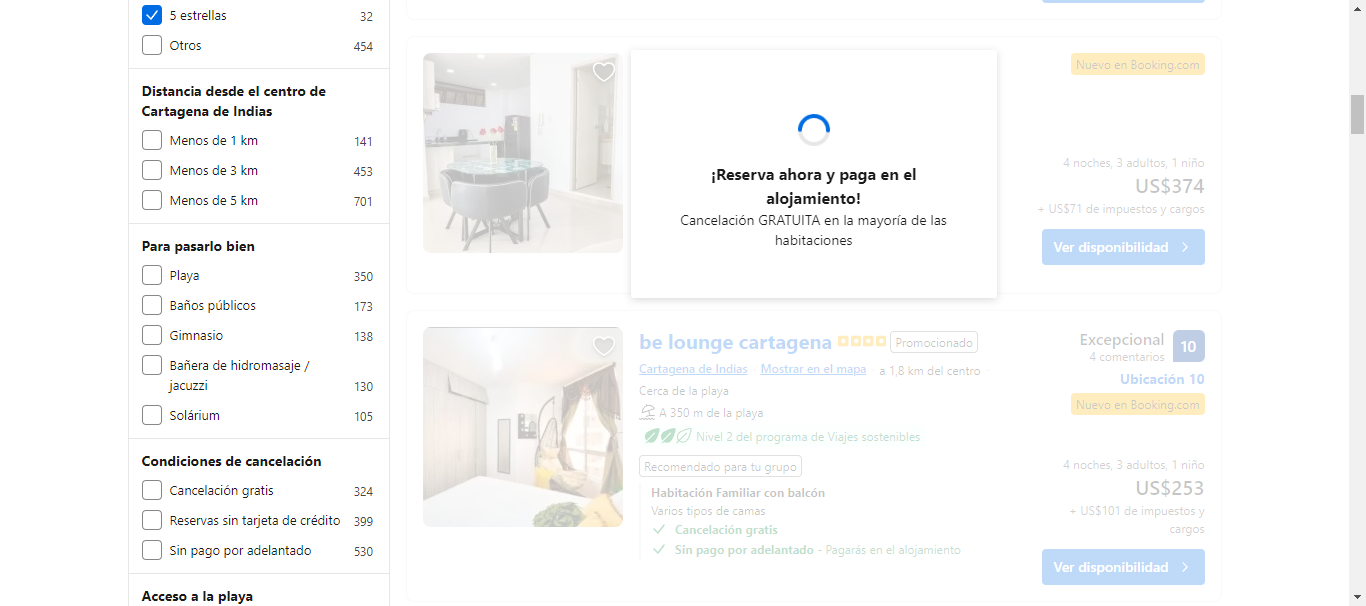 5 estrellas 32
Otros 454
Distancia desde el centro de
Cartagena de Indias
Menos de 1 km 141
Menos de 3 km 453
Menos de 5 km 701
Para pasarlo bien
Playa 350
Baños públicos 173
Gimnasio 138
Bañera de hidromasaje /
jacuzzi 130
Solárium 105
Condiciones de cancelación
Cancelación gratis 324
Reservas sin tarjeta de crédito 399
Sin pago por adelantado 530
Acceso a la playa
¡Reserva ahora y paga en el
alojamiento!
Cancelación GRATUITA en la mayoría de las
habitaciones
Nuevo en Booking.com
4 noches, 3 adultos, 1 niño
US$374
+ US$71 de impuestos y cargos
Ver disponibilidad
be lounge cartagena Promocionado
Cartagena de Indias Mostrar en el mapa a 1,8 km del centro
Cerca de la playa
A 350 m de la playa
Nivel 2 del programa de Viajes sostenibles
Recomendado para tu grupo
Habitación Familiar con balcón
Varios tipos de camas
Cancelación gratis
Sin pago por adelantado - Pagarás en el alojamiento
Excepcional 10
4 comentarios
Ubicación 10
Nuevo en Booking.com
4 noches, 3 adultos, 1 niño
US$253
+ US$101 de impuestos y
cargos
Ver disponibilidad